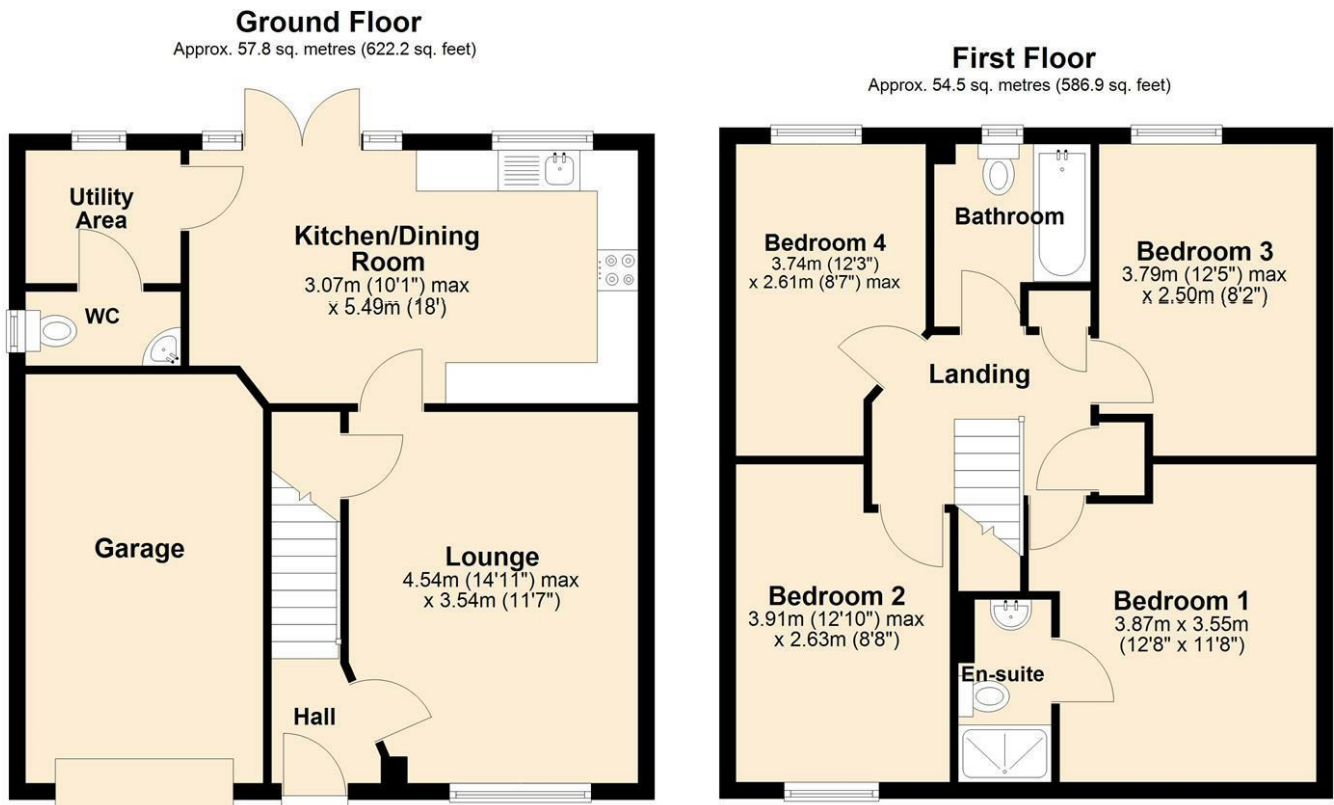 Ground Floor
Approx. 57.8 sq. metres (622.2 sq. feet)
Utility
Area
Kitchen/Dining
Room
3.07m (10'1") max
x 5.49m (18')
WC
Garage
Lounge
4.54m (14'11") max
x 3.54m (11'7")
Hall
First Floor
Approx. 54.5 sq. metres (586.9 sq. feet)
Bedroom 4
3.74m (12'3")
x 2.61m (8'7") max
Bathroom
Bedroom 3
3.79m (12'5") max
x 2.50m (8'2")
Landing
Bedroom 2
3.91m (12'10") max
x 2.63m (8'8")
En-suite
Bedroom 1
3.87m x 3.55m
(12'8" x 11'8")